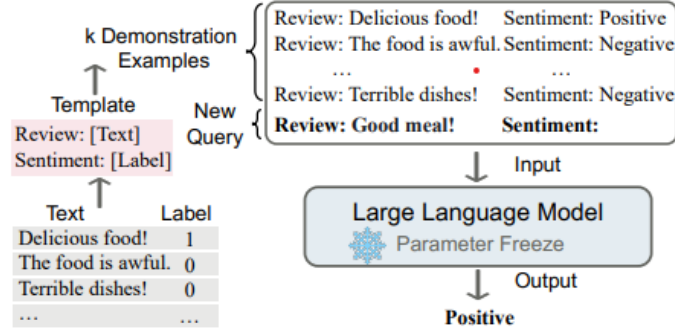 k Demonstration
Examples
Review: Delicious food! Sentiment: Positive
Review: The food is awful. Sentiment: Negative
... ...
Review: Terrible dishes! Sentiment: Negative
New
Query
Review: Good meal! Sentiment:
Template
Review: [Text]
Sentiment: [Label]
Text Label
Delicious food! 1
The food is awful. 0
Terrible dishes! 0
... ...
Input
Large Language Model
Parameter Freeze
Output
Positive